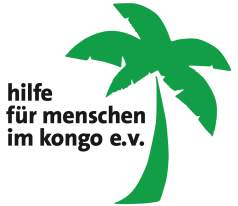 hilfe
für menschen
im kongo e.v.